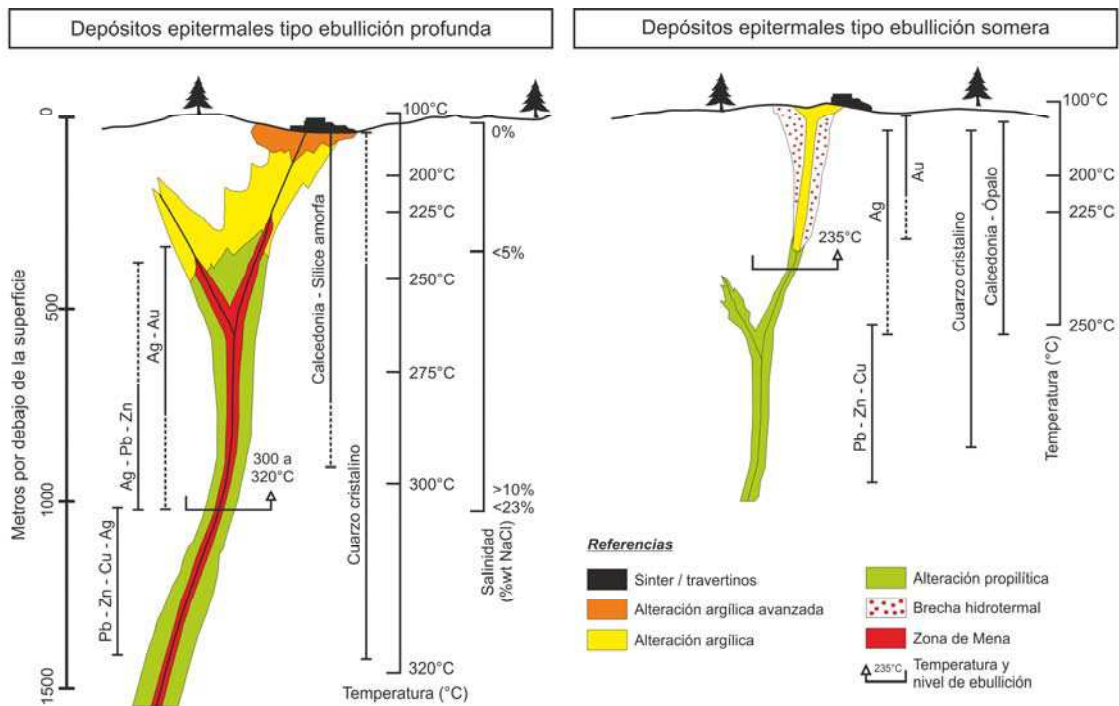 Depósitos epitermales tipo ebullición profunda
Metros por debajo de la superficie
0
500
1000
1500
Ag - Pb - Zn
Pb - Zn - Cu - Ag
Ag - Au
300 a
320°C
Calcedonia - Sílice amorfa
Cuarzo cristalino
100°C
200°C
225°C
250°C
275°C
300°C
320°C
Temperatura (°C)
0%
<5%
>10%
<23%
Salinidad
(%wt NaCl)
Depósitos epitermales tipo ebullición somera
235°C
Pb - Zn - Cu
Ag
Au
Cuarzo cristalino
Calcedonia - Ópalo
100°C
200°C
225°C
250°C
Temperatura (°C)
Referencias
Sinter / travertinos
Alteración argílica avanzada
Alteración argílica
Alteración propilítica
Brecha hidrotermal
Zona de Mena
235°C
Temperatura y
nivel de ebullición